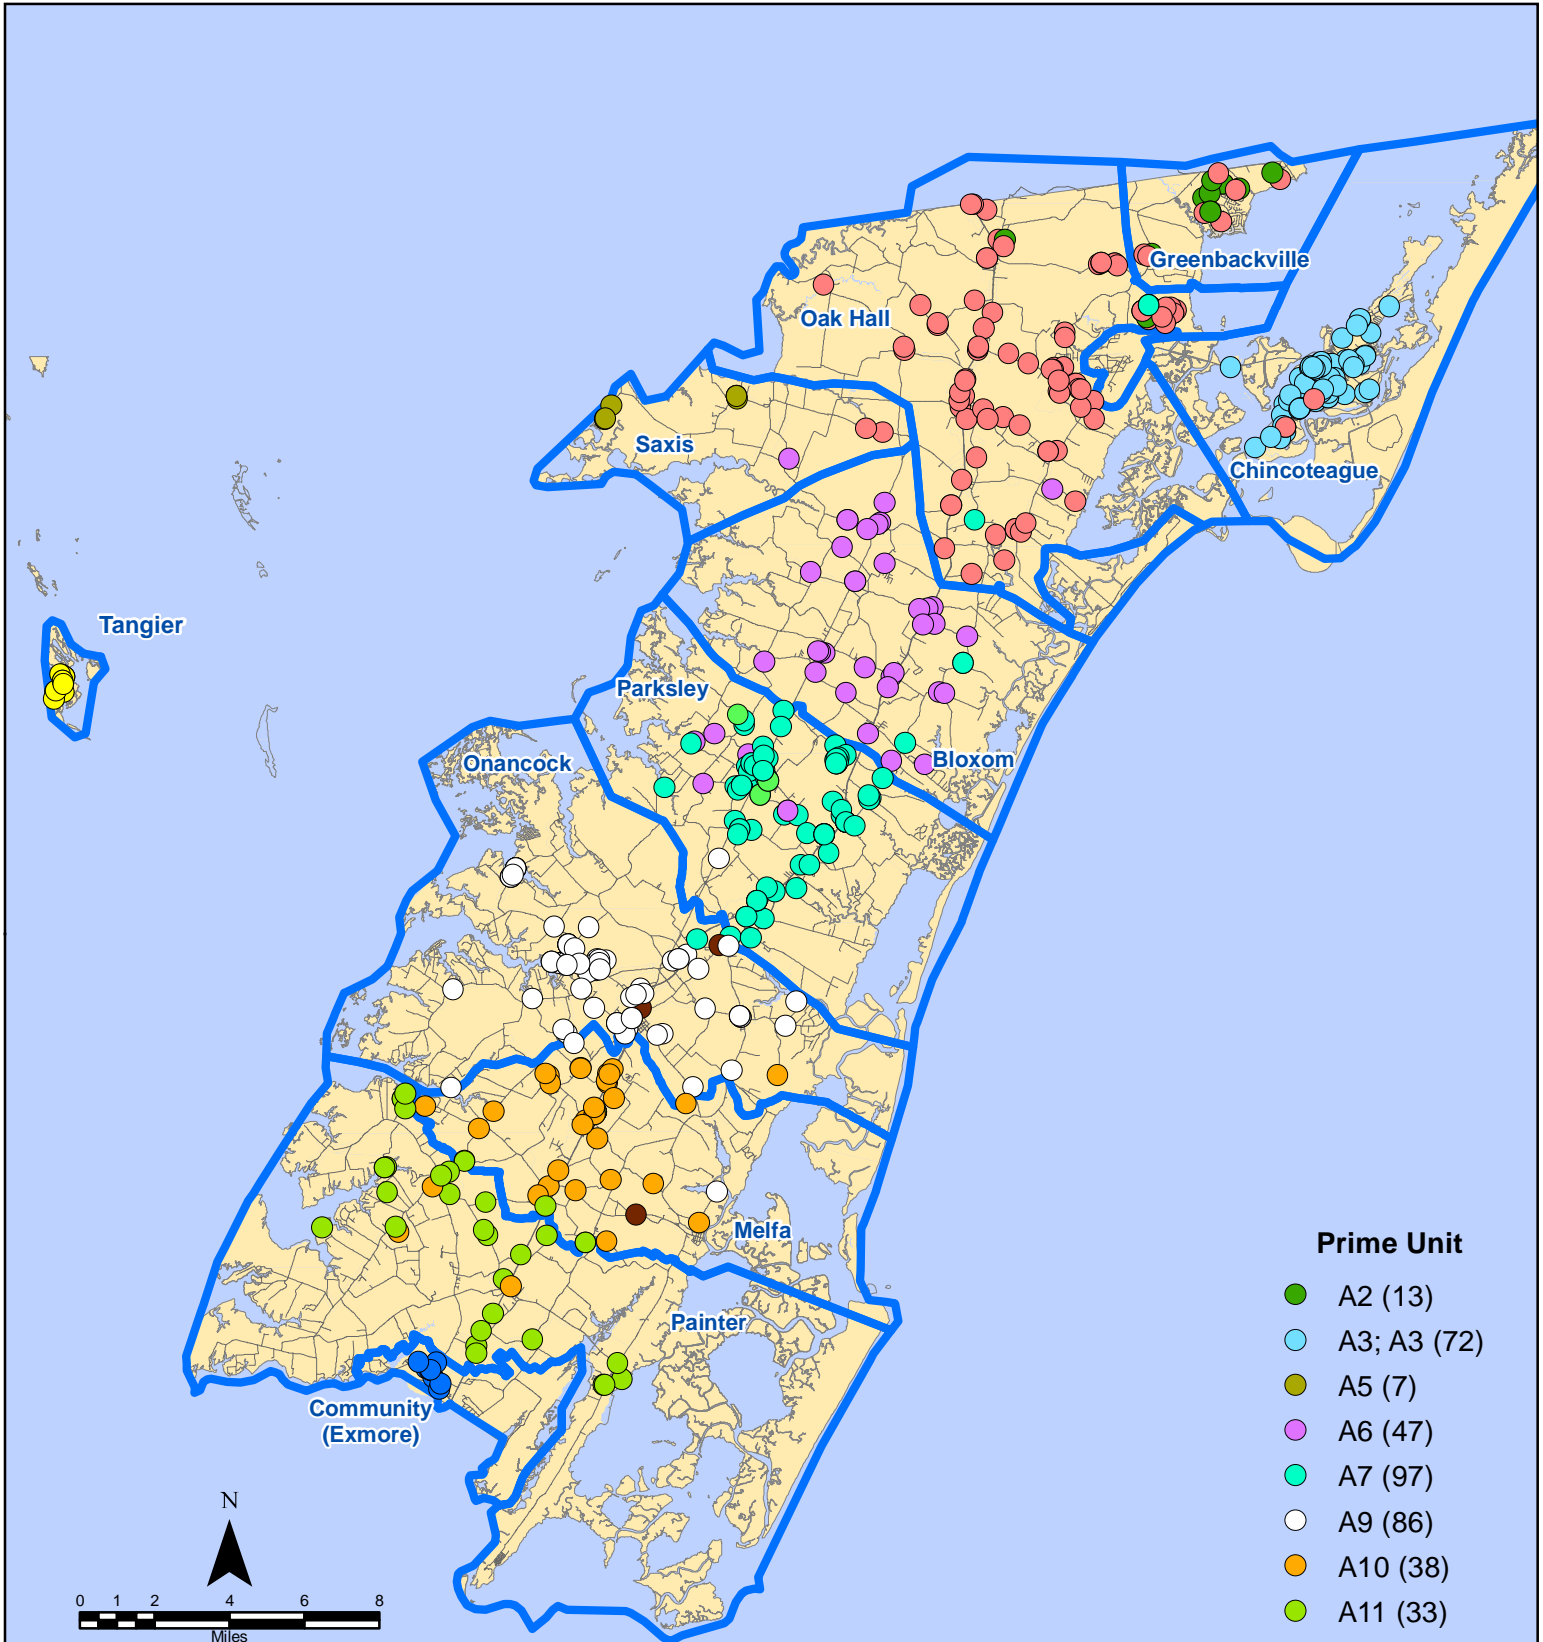 Greenbackville
Oak Hall
Saxis
Chincoteague
Tangier
Parksley
Bloxom
Onancock
Melfa
Painter
Community
(Exmore)
Prime Unit
A2 (13)
A3; A3 (72)
A5 (7)
A6 (47)
A7 (97)
A9 (86)
A10 (38)
A11 (33)
N
0 1 2 4 6 8
Miles